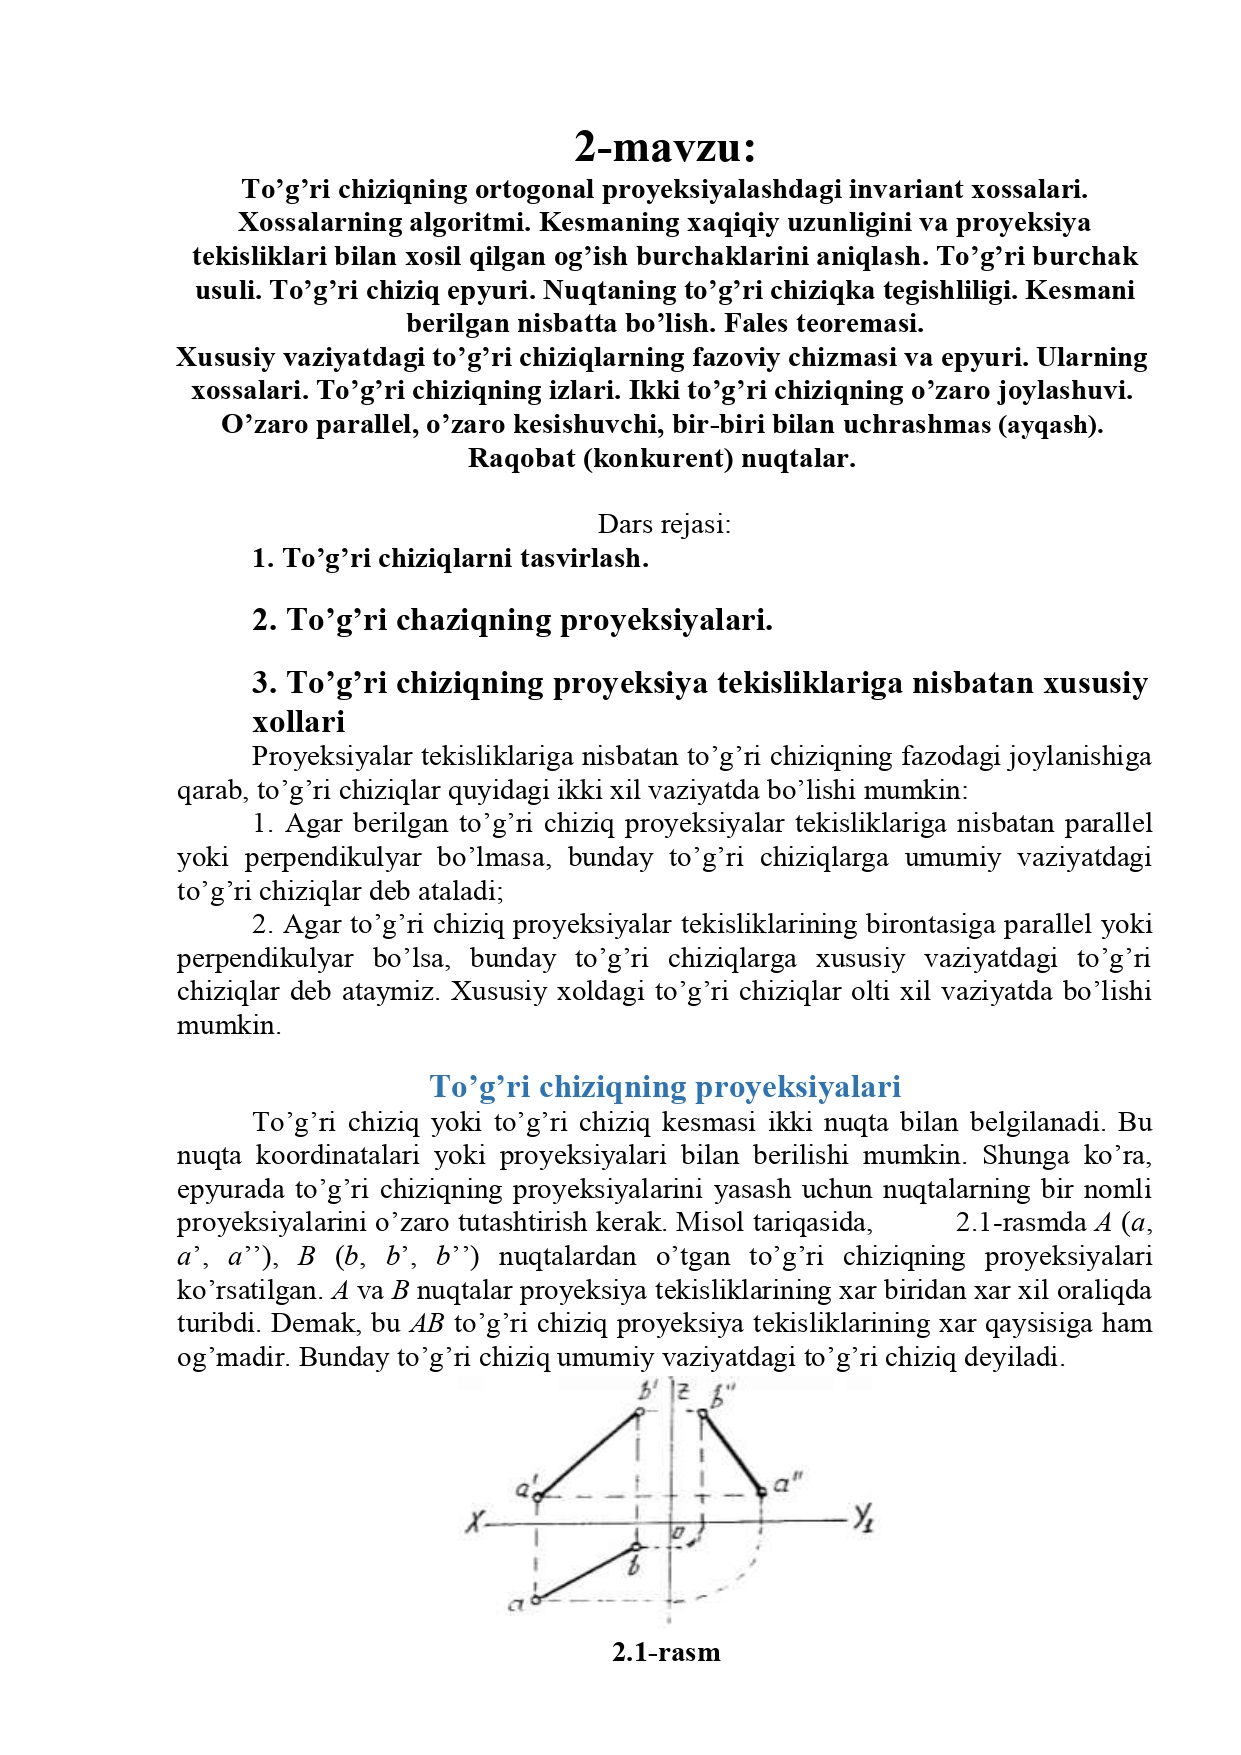 2-mavzu:
To’g’ri chiziqning ortogonal proyeksiyalashdagi invariant xossalari.
Xossalarning algoritmi. Kesmaning xaqiqiy uzunligini va proyeksiya
tekisliklari bilan xosil qilgan og’ish burchaklarini aniqlash. To’g’ri burchak
usuli. To’g’ri chiziq epyuri. Nuqtaning to’g’ri chiziqka tegishliligi. Kesmani
berilgan nisbatta bo’lish. Fales teoremasi.
Xususiy vaziyatdagi to’g’ri chiziqlarning fazoviy chizmasi va epyuri. Ularning
xossalari. To’g’ri chiziqning izlari. Ikki to’g’ri chiziqning o’zaro joylashuvi.
O’zaro parallel, o’zaro kesishuvchi, bir-biri bilan uchrashmas (ayqash).
Raqobat (konkurent) nuqtalar.
Dars rejasi:
1. To’g’ri chiziqlarni tasvirlash.
2. To’g’ri chaziqning proyeksiyalari.
3. To’g’ri chiziqning proyeksiya tekisliklariga nisbatan xususiy
xollari
Proyeksiyalar tekisliklariga nisbatan to’g’ri chiziqning fazodagi joylanishiga
qarab, to’g’ri chiziqlar quyidagi ikki xil vaziyatda bo’lishi mumkin:
1. Agar berilgan to’g’ri chiziq proyeksiyalar tekisliklariga nisbatan parallel
yoki perpendikulyar bo’lmasa, bunday to’g’ri chiziqlarga umumiy vaziyatdagi
to’g’ri chiziqlar deb ataladi;
2. Agar to’g’ri chiziq proyeksiyalar tekisliklarining birontasiga parallel yoki
perpendikulyar bo’lsa, bunday to’g’ri chiziqlarga xususiy vaziyatdagi to’g’ri
chiziqlar deb ataymiz. Xususiy xoldagi to’g’ri chiziqlar olti xil vaziyatda bo’lishi
mumkin.
To’g’ri chiziqning proyeksiyalari
To’g’ri chiziq yoki to’g’ri chiziq kesmasi ikki nuqta bilan belgilanadi. Bu
nuqta koordinatalari yoki proyeksiyalari bilan berilishi mumkin. Shunga ko’ra,
epyurada to’g’ri chiziqning proyeksiyalarini yasash uchun nuqtalarning bir nomli
proyeksiyalarini o’zaro tutashtirish kerak. Misol tariqasida, 2.1-rasmda A (a,
a’, a’’), B (b, b’, b’’) nuqtalardan o’tgan to’g’ri chiziqning proyeksiyalari
ko’rsatilgan. A va B nuqtalar proyeksiya tekisliklarining xar biridan xar xil oraliqda
turibdi. Demak, bu AB to’g’ri chiziq proyeksiya tekisliklarining xar qaysisiga ham
og’madir. Bunday to’g’ri chiziq umumiy vaziyatdagi to’g’ri chiziq deyiladi.
b' z b"
a' a"
X o Y₁
b
a
2.1-rasm